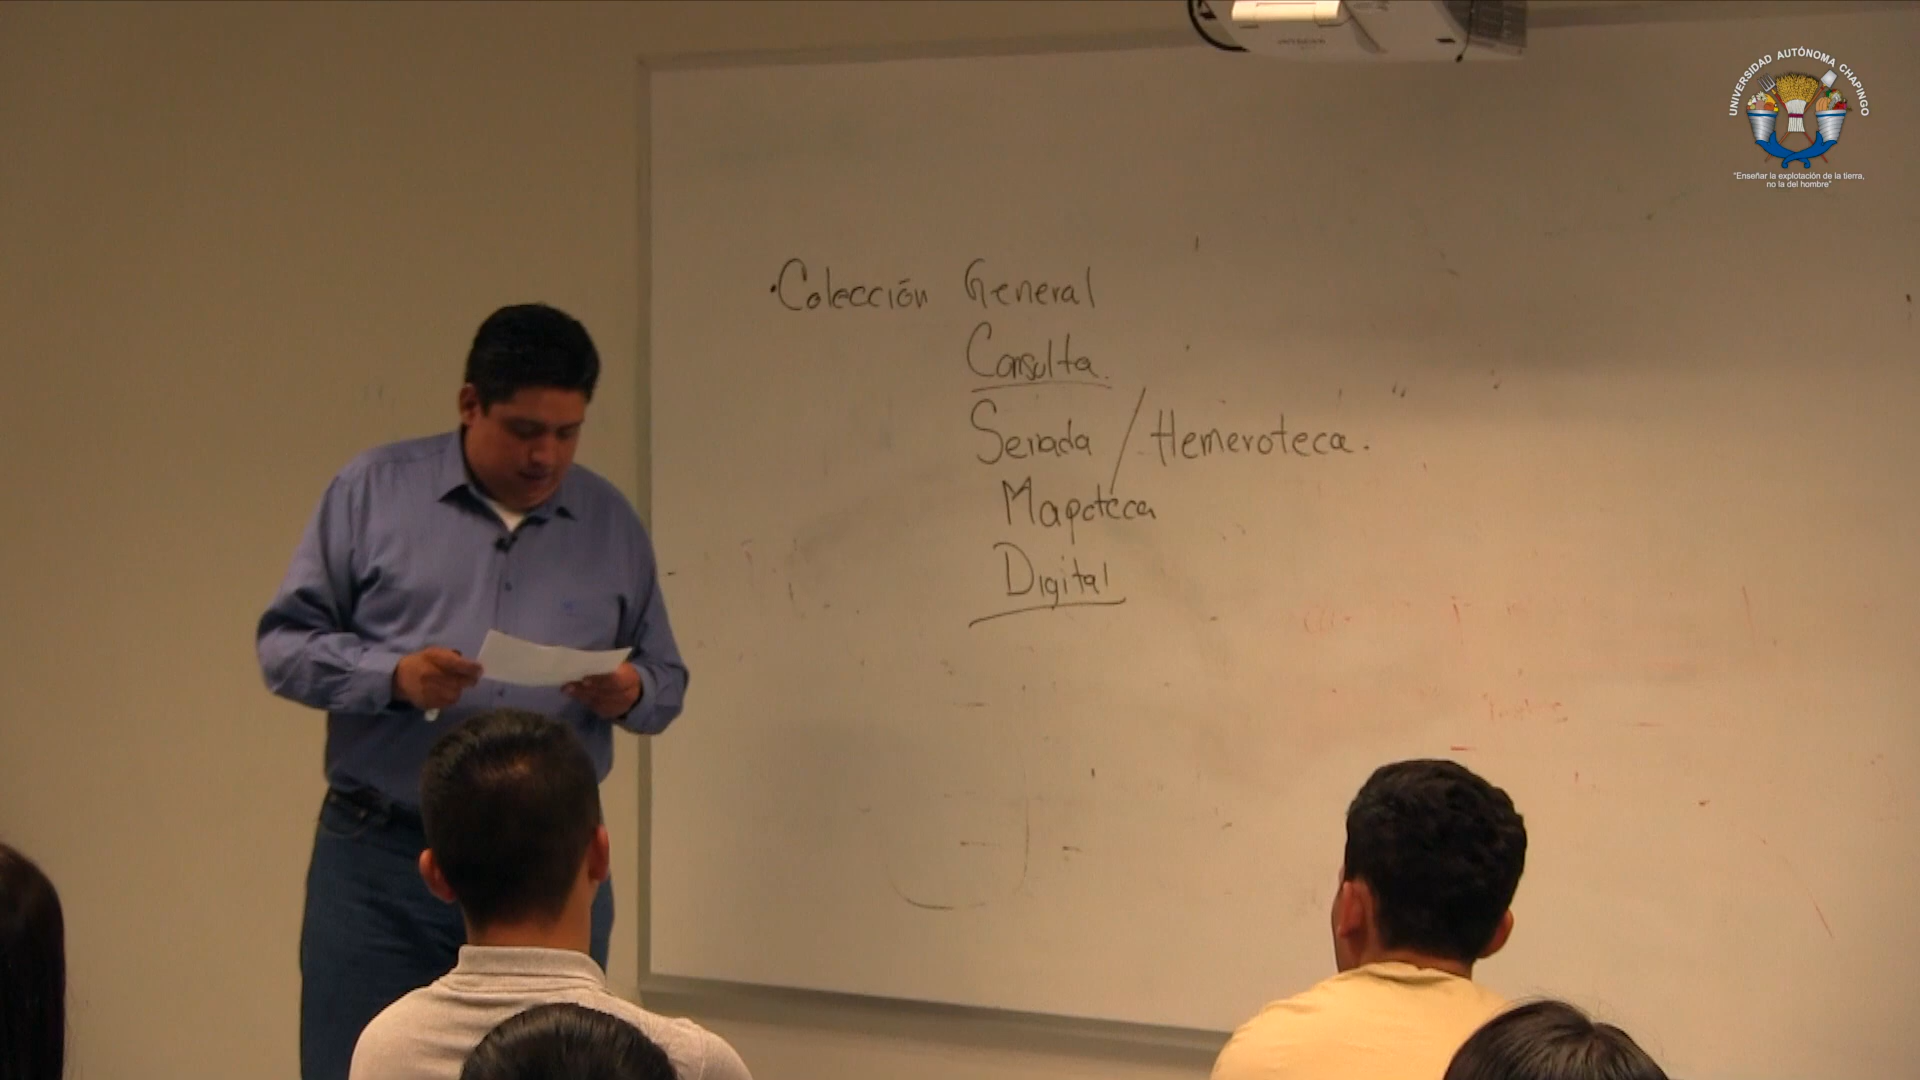 UNIVERSIDAD AUTÓNOMA CHAPINGO
"Enseñar la explotación de la tierra,
no la del hombre"
·Colección General
Consulta.
Seriada / Hemeroteca.
Mapoteca
Digital